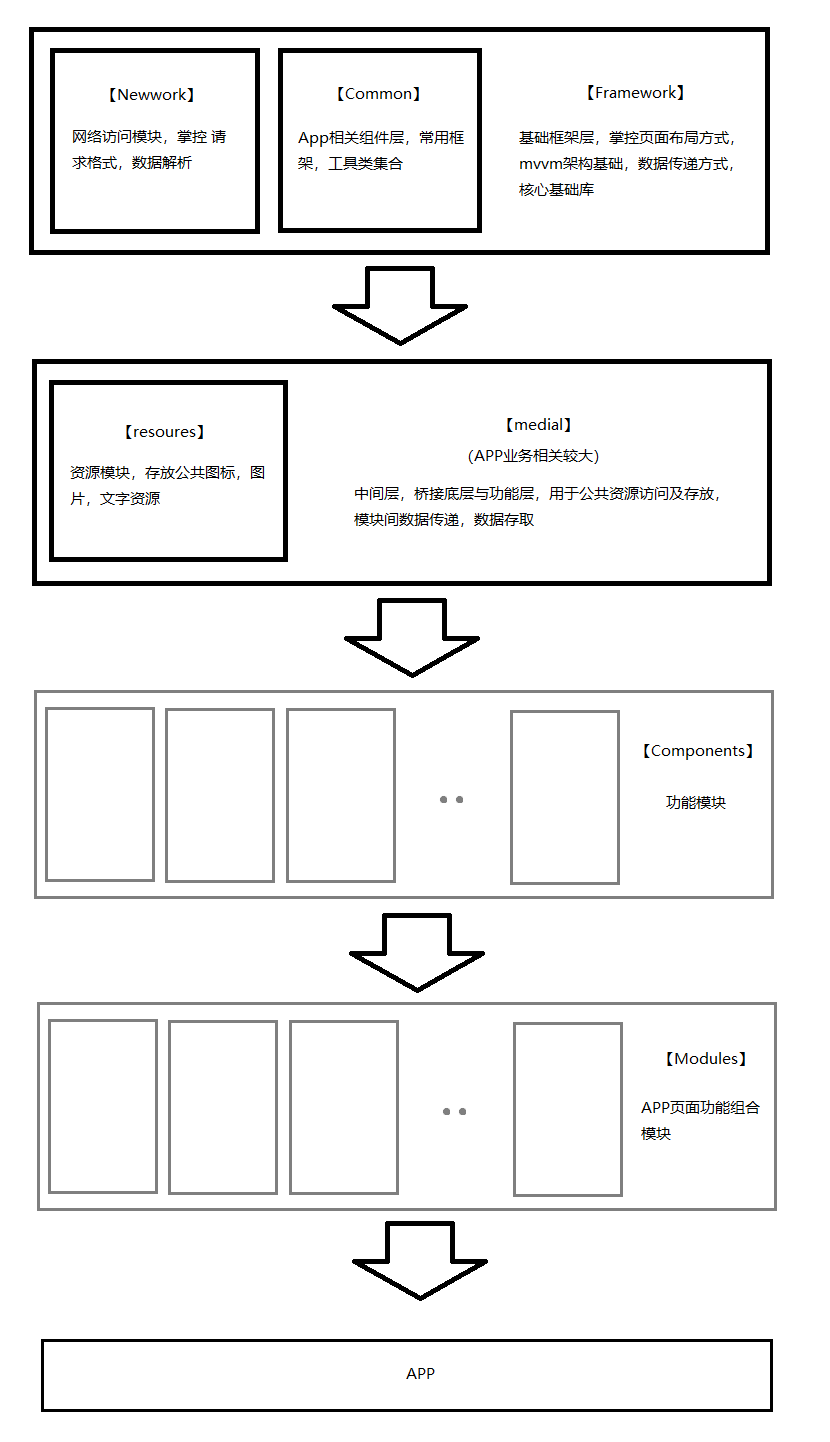 【Newwork】
网络访问模块，掌控 请
求格式，数据解析
【Common】
App相关组件层，常用框
架，工具类集合
【Framework】
基础框架层，掌控页面布局方式，
mvvm架构基础，数据传递方式，
核心基础库
【resoures】
资源模块，存放公共图标，图
片，文字资源
【medial】
（APP业务相关较大）
中间层，桥接底层与功能层，用于公共资源访问及存放，
模块间数据传递，数据存取
【Components】
功能模块
【Modules】
APP页面功能组合
模块
APP